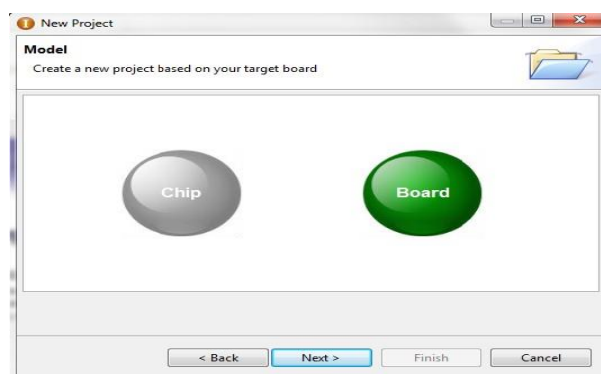 New Project
Model
Create a new project based on your target board
Chip
Board
< Back
Next >
Finish
Cancel